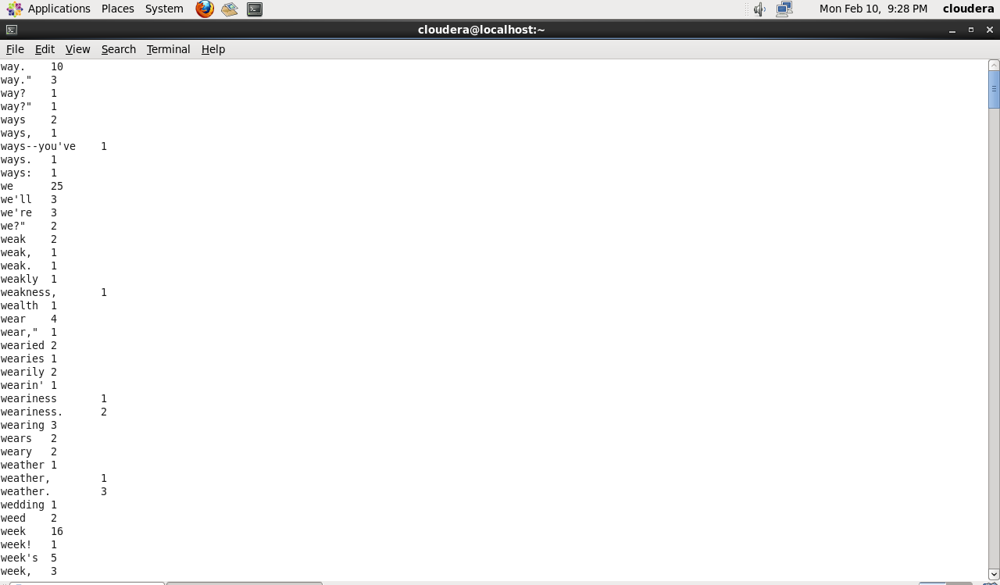 Applications Places System Mon Feb 10, 9:28 PM cloudera
cloudera@localhost:~
File Edit View Search Terminal Help
way. 10
way." 3
way? 1
way?" 1
ways 2
ways, 1
ways--you've 1
ways. 1
ways: 1
we 25
we'll 3
we're 3
we?" 2
weak 2
weak, 1
weak. 1
weakly 1
weakness, 1
wealth 1
wear 4
wear," 1
wearied 2
wearies 1
wearily 2
wearin' 1
weariness 1
weariness. 2
wearing 3
wears 2
weary 2
weather 1
weather, 1
weather. 3
wedding 1
weed 2
week 16
week! 1
week's 5
week, 3